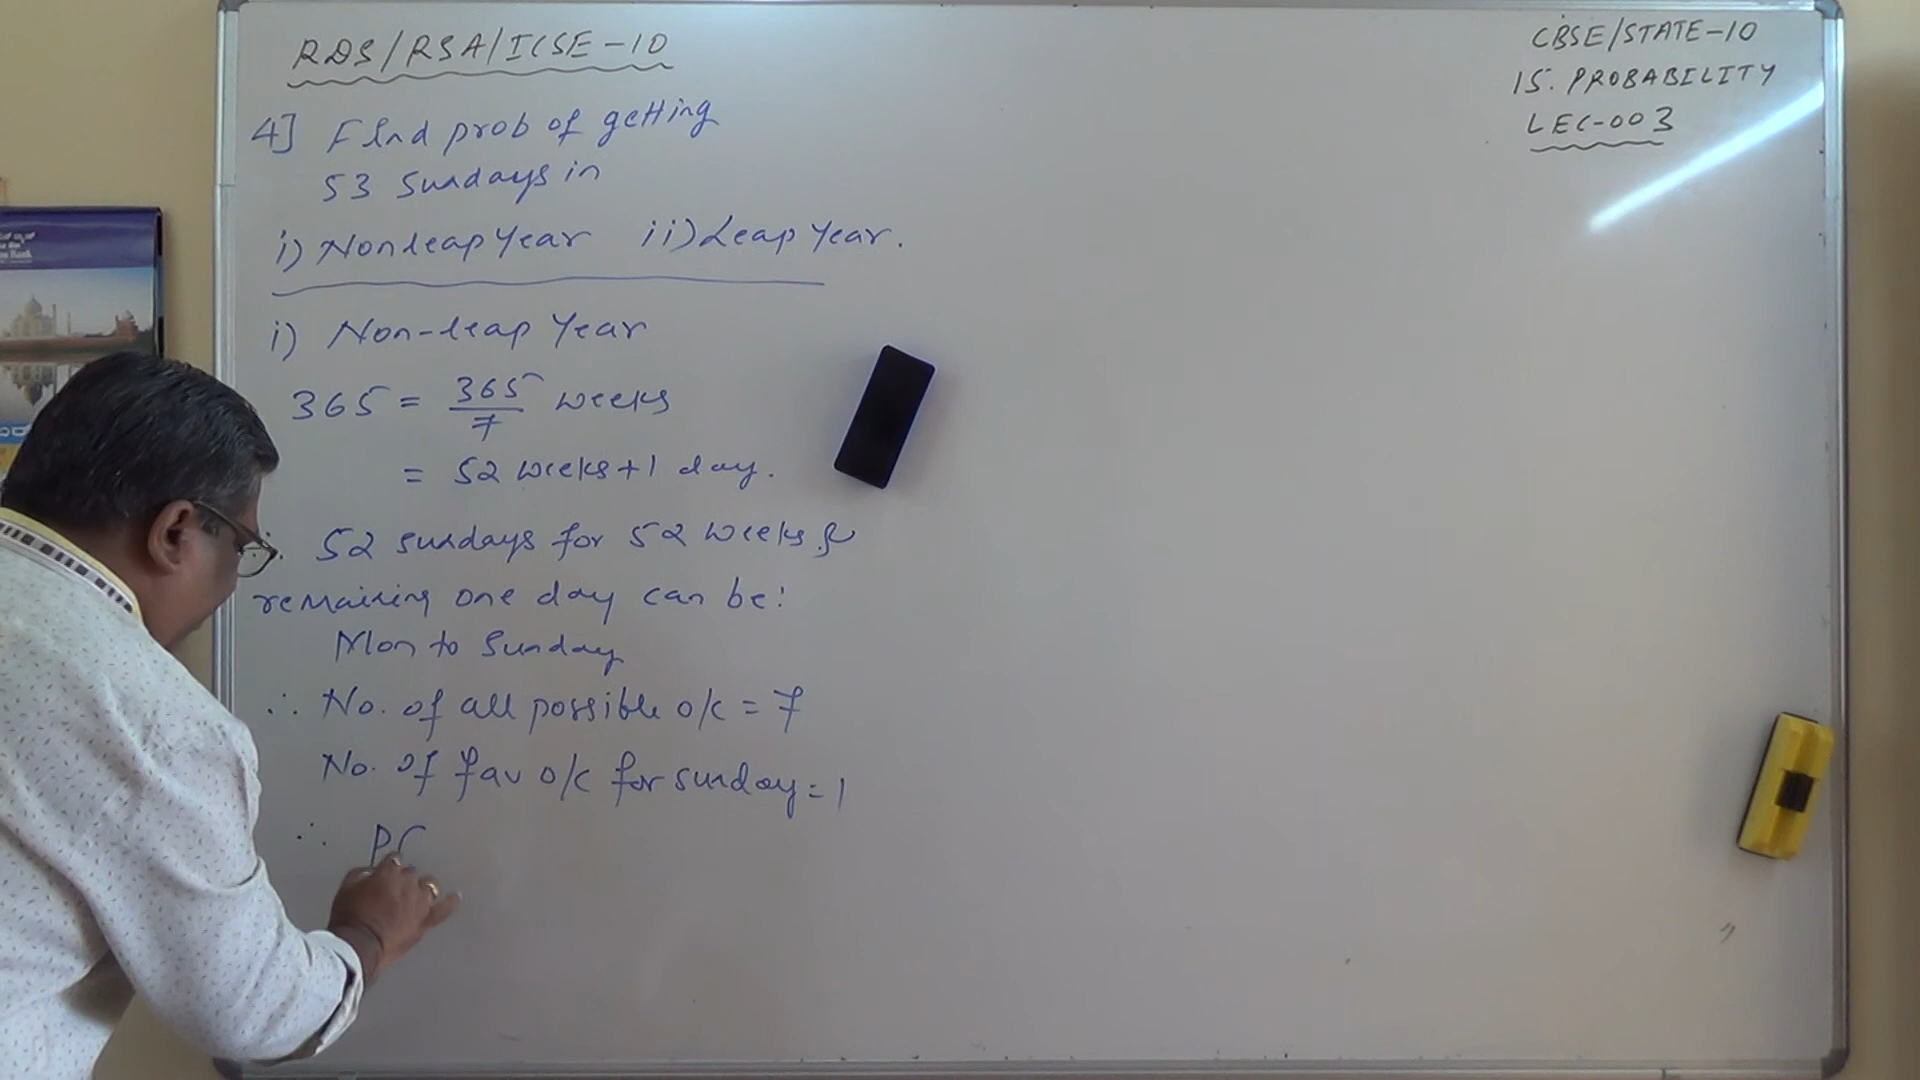 RDS/RSA/ICSE-10
CBSE/STATE-10
15. PROBABILITY
LEC-003
4] Find prob of getting
53 Sundays in
i) Nonleap Year ii) Leap Year.
i) Non-leap Year
365 = 365/7 weeks
= 52 weeks + 1 day.
∴ 52 sundays for 52 weeks &
remaining one day can be:
Mon to Sunday
∴ No. of all possible o/c = 7
No. of fav o/c for sunday = 1
∴ P(